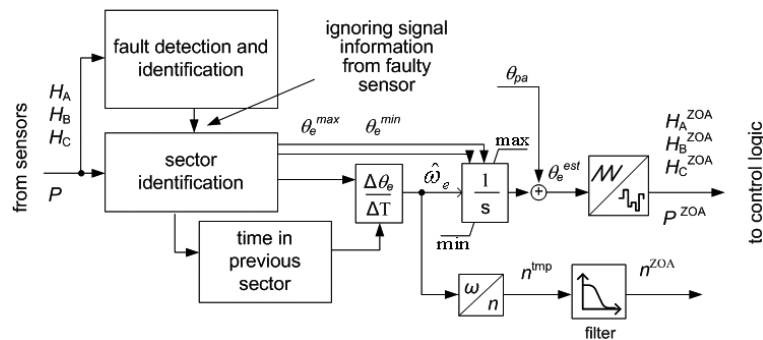 fault detection and
identification
ignoring signal
information
from faulty
sensor
from sensors
H_A
H_B
H_C
P
sector
identification
θ_e^max
θ_e^min
Δθ_e
ΔT
ω̂_e
max
1
s
min
θ_pa
+
θ_e^est
H_A^ZOA
H_B^ZOA
H_C^ZOA
P^ZOA
to control logic
time in
previous
sector
ω
n
n^tmp
filter
n^ZOA